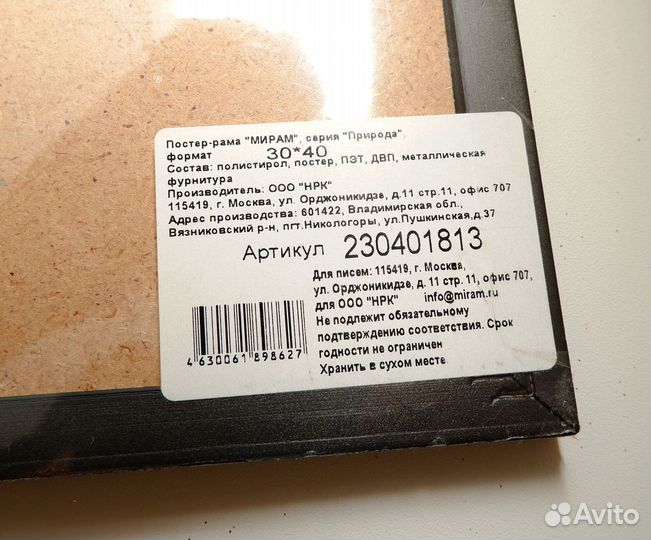 Постер-рама "МИРАМ", серия "Природа",
формат 30*40
Состав: полистирол, постер, ПЭТ, ДВП, металлическая
фурнитура
Производитель: ООО "НРК"
115419, г. Москва, ул. Орджоникидзе, д.11 стр.11, офис 707
Адрес производства: 601422, Владимирская обл.,
Вязниковский р-н, пгт.Никологоры, ул.Пушкинская,д.37
Артикул 230401813
Для писем: 115419, г. Москва,
ул. Орджоникидзе, д. 11 стр. 11, офис 707,
для ООО "НРК" info@miram.ru
Не подлежит обязательному
подтверждению соответствия. Срок
годности не ограничен
Хранить в сухом месте
4630061898627
Avito